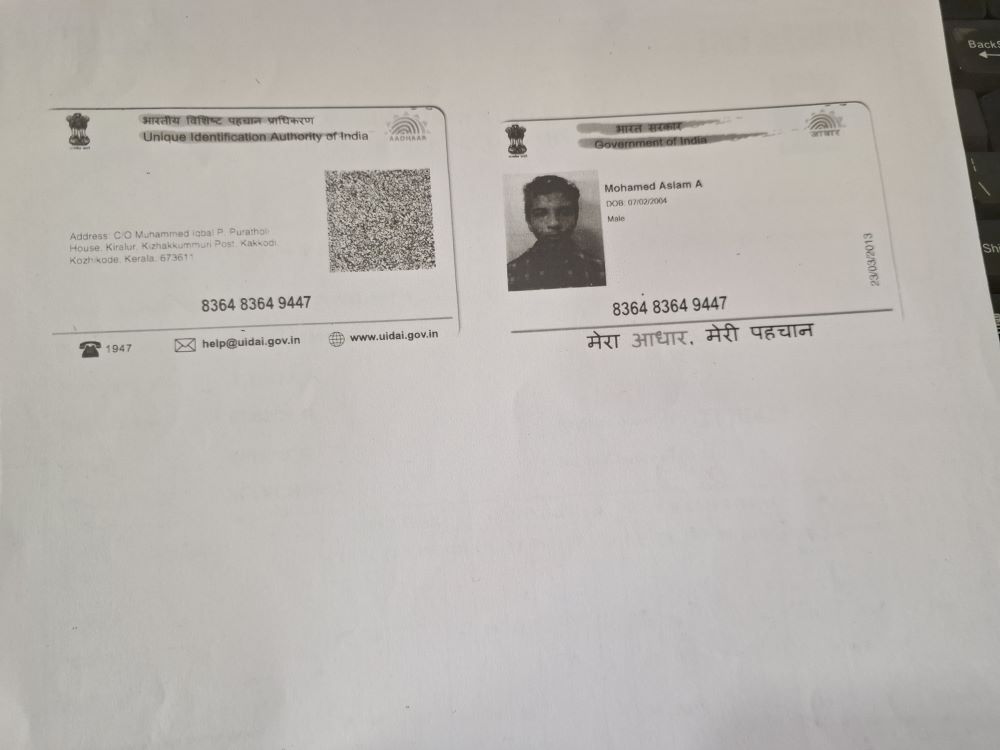 भारतीय विशिष्ट पहचान प्राधिकरण
Unique Identification Authority of India
AADHAAR
Address: C/O Muhammed Iqbal P, Puratholi
House, Kiralur, Kizhakkummuri Post, Kakkodi,
Kozhikode, Kerala, 673611
8364 8364 9447
1947
help@uidai.gov.in
www.uidai.gov.in
भारत सरकार
Government of India
आधार
Mohamed Aslam A
DOB: 07/02/2004
Male
23/03/2013
8364 8364 9447
मेरा आधार, मेरी पहचान
Backs
Shi